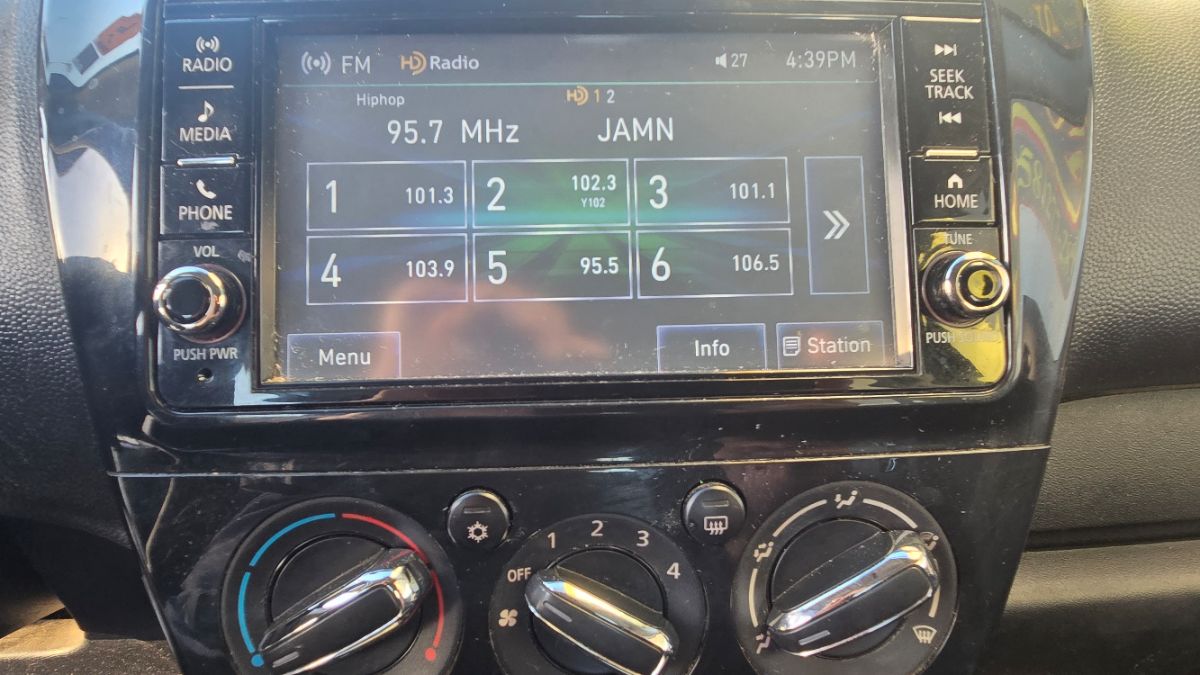 RADIO
MEDIA
PHONE
VOL
PUSH PWR
FM HD Radio 27 4:39PM
Hiphop HD 1 2
95.7 MHz JAMN
1 101.3
2 102.3
Y102
3 101.1
4 103.9
5 95.5
6 106.5
Menu Info Station
SEEK
TRACK
HOME
TUNE
PUSH SOUND
OFF 1 2 3 4